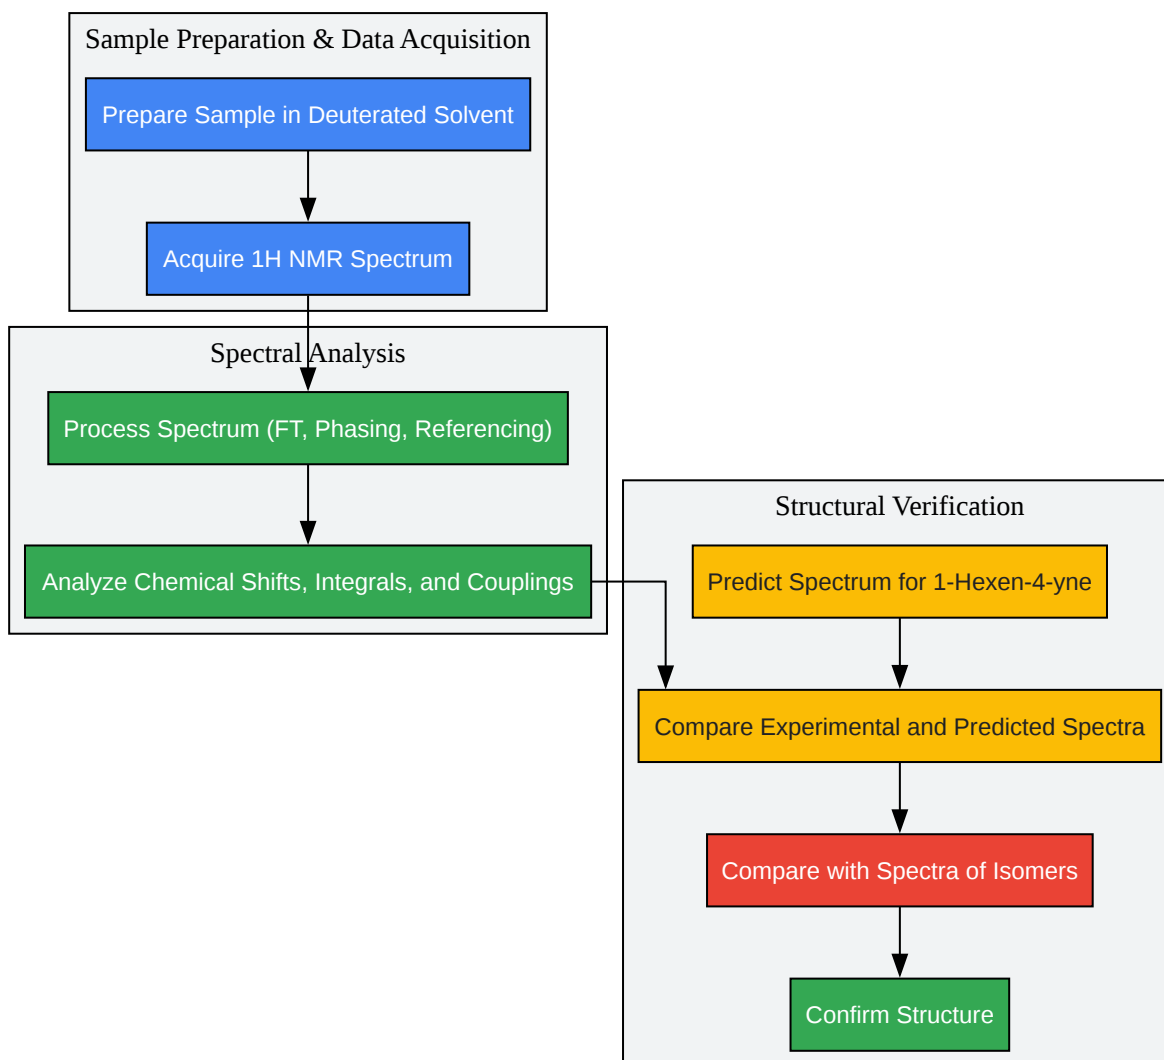 Sample Preparation & Data Acquisition
Prepare Sample in Deuterated Solvent
Acquire 1H NMR Spectrum
Spectral Analysis
Process Spectrum (FT, Phasing, Referencing)
Analyze Chemical Shifts, Integrals, and Couplings
Structural Verification
Predict Spectrum for 1-Hexen-4-yne
Compare Experimental and Predicted Spectra
Compare with Spectra of Isomers
Confirm Structure